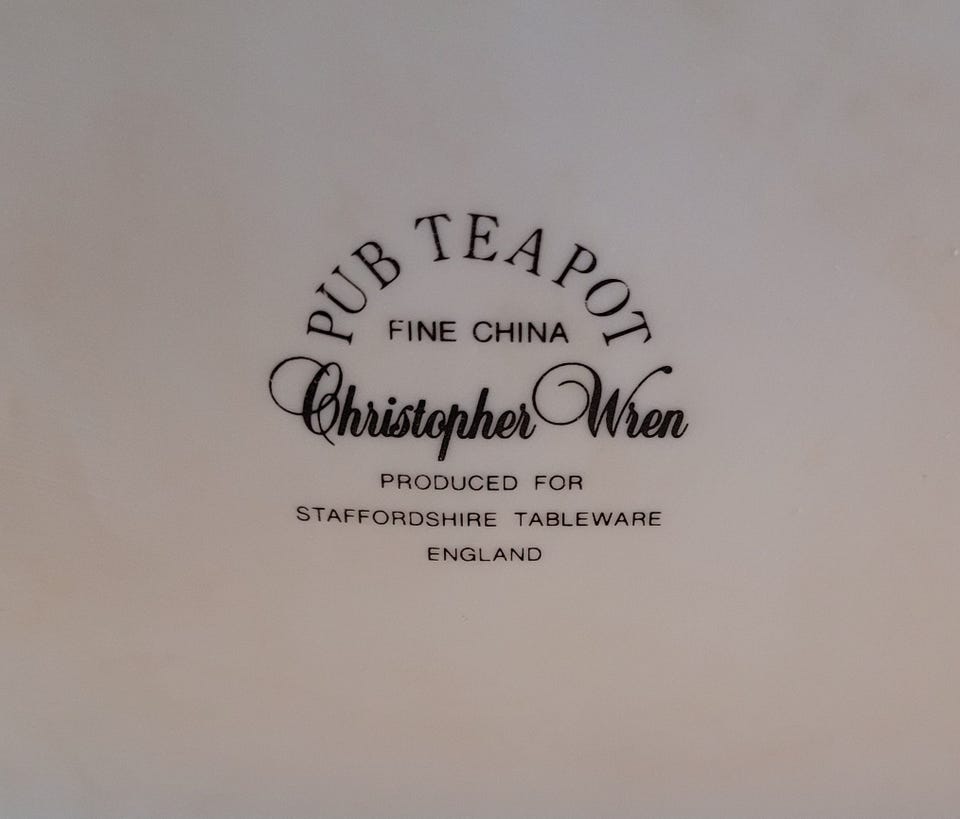 PUB TEAPOT
FINE CHINA
Christopher Wren
PRODUCED FOR
STAFFORDSHIRE TABLEWARE
ENGLAND